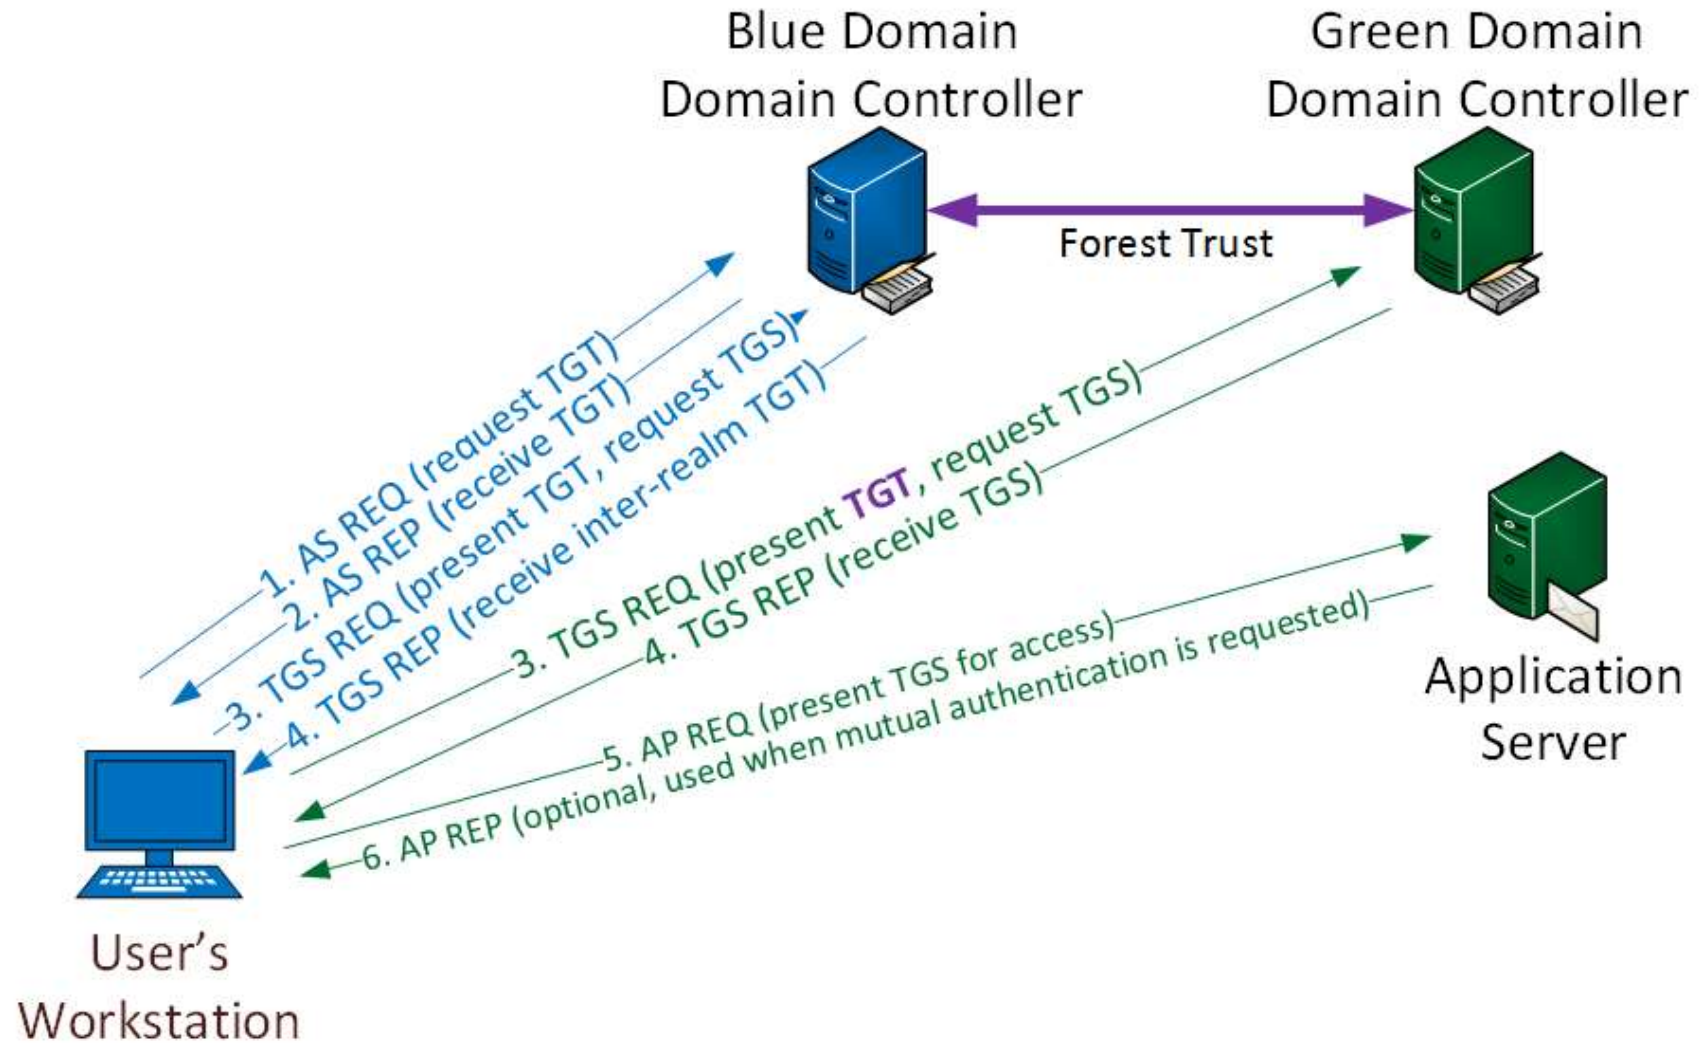 Blue Domain
Domain Controller
Green Domain
Domain Controller
Forest Trust
1. AS REQ (request TGT)
2. AS REP (receive TGT)
3. TGS REQ (present TGT, request TGS)
4. TGS REP (receive inter-realm TGT)
3. TGS REQ (present TGT, request TGS)
4. TGS REP (receive TGS)
5. AP REQ (present TGS for access)
6. AP REP (optional, used when mutual authentication is requested)
Application
Server
User’s
Workstation